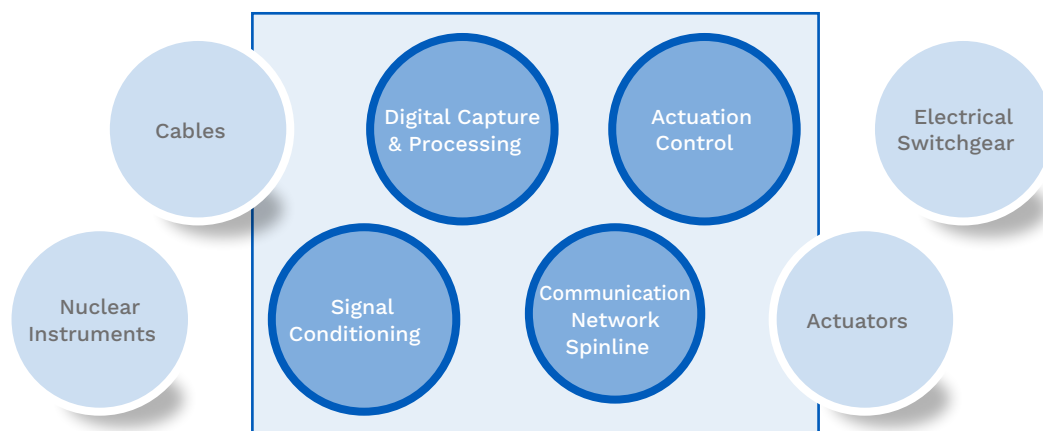 Cables
Digital Capture
& Processing
Actuation
Control
Electrical
Switchgear
Nuclear
Instruments
Signal
Conditioning
Communication
Network
Spinline
Actuators